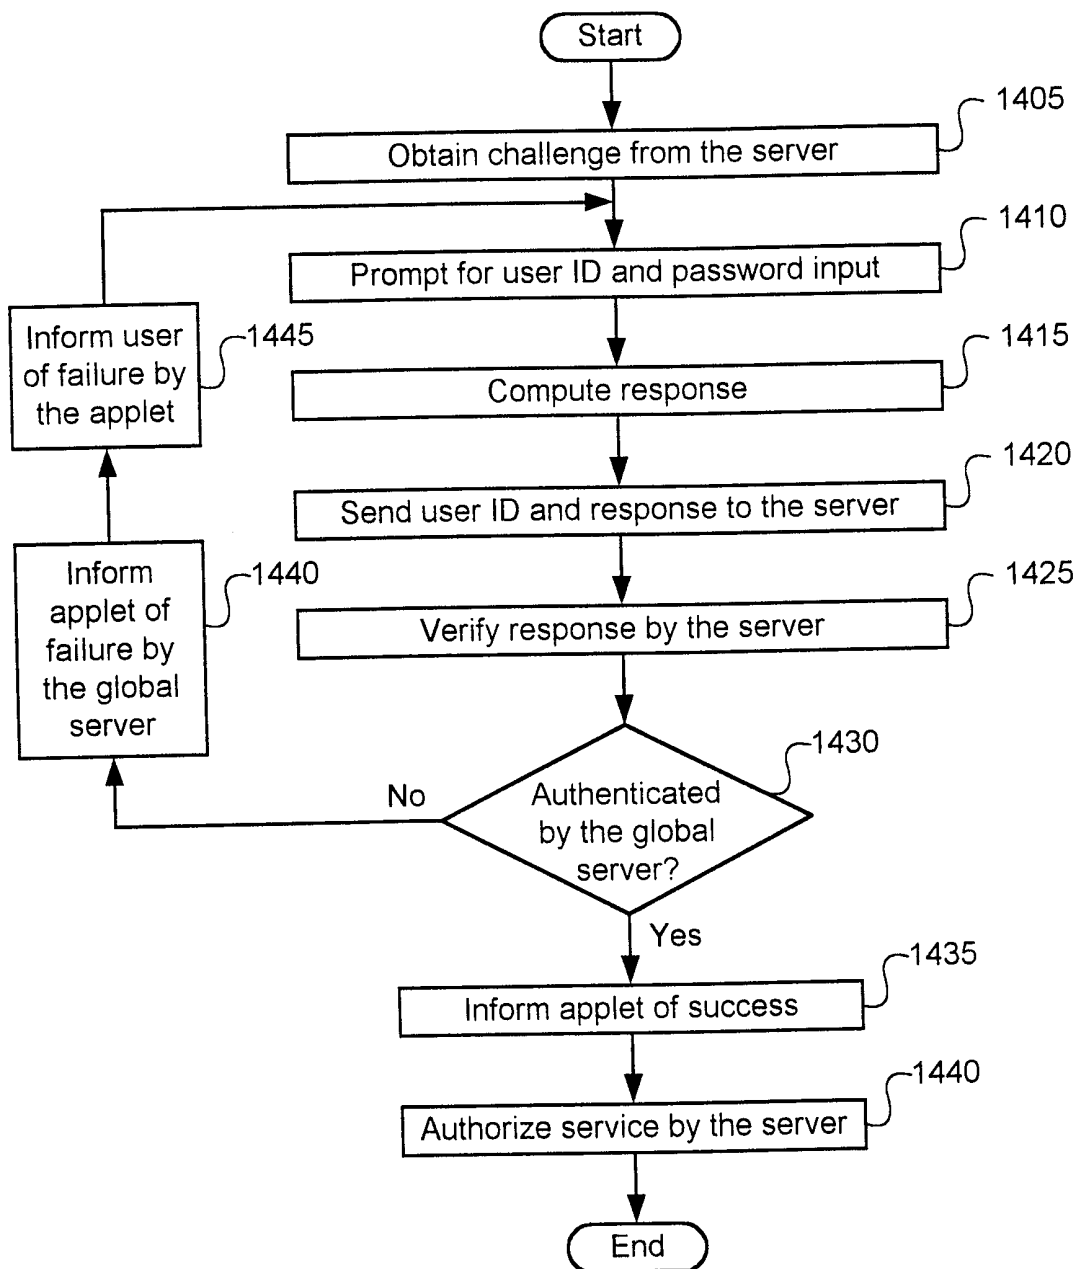 Start
1405
Obtain challenge from the server
1410
Prompt for user ID and password input
Inform user
of failure by
the applet
1445
1415
Compute response
1420
Send user ID and response to the server
Inform
applet of
failure by
the global
server
1440
1425
Verify response by the server
1430
No
Authenticated
by the global
server?
Yes
1435
Inform applet of success
1440
Authorize service by the server
End